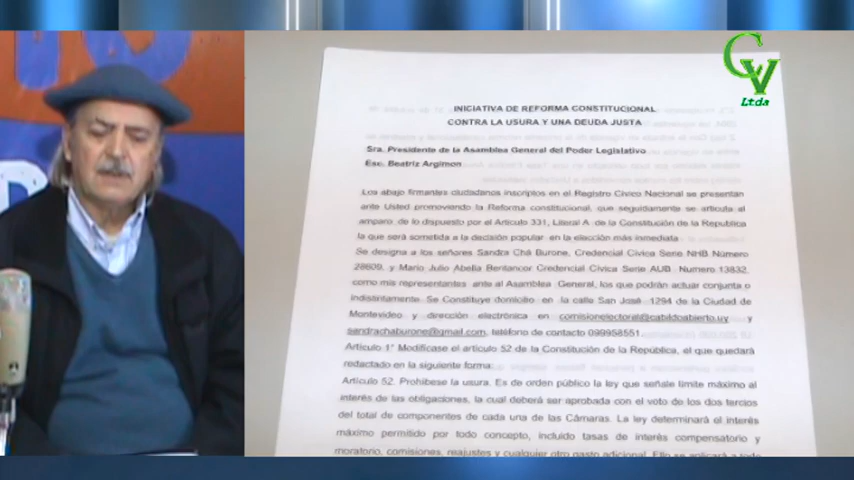 CV
Ltda
INICIATIVA DE REFORMA CONSTITUCIONAL
CONTRA LA USURA Y UNA DEUDA JUSTA
Sra. Presidente de la Asamblea General del Poder Legislativo
Esc. Beatriz Argimon
Los abajo firmantes ciudadanos inscriptos en el Registro Cívico Nacional se presentan
ante Usted promoviendo la Reforma constitucional, que seguidamente se articula al
amparo de lo dispuesto por el Artículo 331, Literal A de la Constitución de la Republica
la que será sometida a la decisión popular en la elección más inmediata
Se designa a los señores Sandra Chá Burone, Credencial Cívica Serie NHB Número
28609, y Mario Julio Abella Bentancor Credencial Cívica Serie AUB Numero 13832,
como mis representantes ante al Asamblea General, los que podrán actuar conjunta o
indistintamente. Se Constituye domicilio en la calle San José 1294 de la Ciudad de
Montevideo y dirección electrónica en comisionelectoral@cabildoabierto.uy y
sandrachaburone@gmail.com, teléfono de contacto 099958551.
Artículo 1° Modifícase el artículo 52 de la Constitución de la República, el que quedará
redactado en la siguiente forma:
Artículo 52. Prohíbese la usura. Es de orden público la ley que señale límite máximo al
interés de las obligaciones, la cual deberá ser aprobada con el voto de los dos tercios
del total de componentes de cada una de las Cámaras. La ley determinará el interés
máximo permitido por todo concepto, incluido tasas de interés compensatorio y
moratorio, comisiones, reajustes y cualquier otro gasto adicional. Ello se aplicará a todo